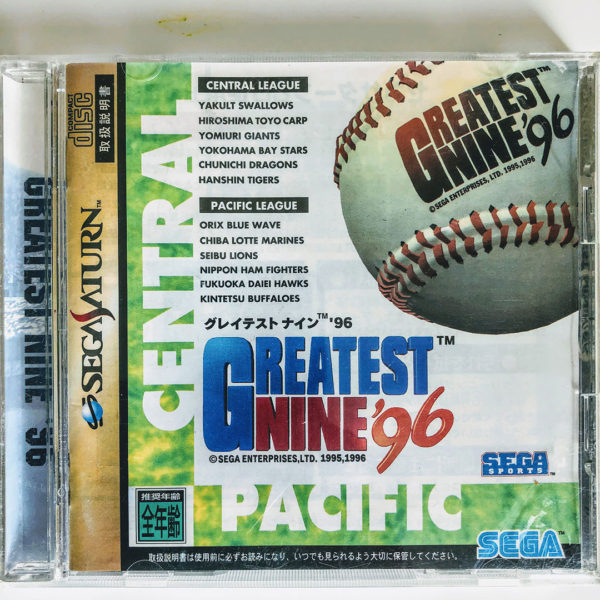 GREATEST NINE '96
COMPACT
disc
取扱説明書
SEGA SATURN™
CENTRAL
CENTRAL LEAGUE
YAKULT SWALLOWS
HIROSHIMA TOYO CARP
YOMIURI GIANTS
YOKOHAMA BAY STARS
CHUNICHI DRAGONS
HANSHIN TIGERS
PACIFIC LEAGUE
ORIX BLUE WAVE
CHIBA LOTTE MARINES
SEIBU LIONS
NIPPON HAM FIGHTERS
FUKUOKA DAIEI HAWKS
KINTETSU BUFFALOES
GREATEST™
NINE '96
©SEGA ENTERPRISES, LTD. 1995,1996
グレイテスト ナイン™ '96
GREATEST™
NINE '96
©SEGA ENTERPRISES,LTD. 1995,1996
SEGA
SPORTS™
PACIFIC
推奨年齢
全年齢
SEGA™
取扱説明書は使用前に必ずお読みになり、いつでも見られるよう大切に保管してください。